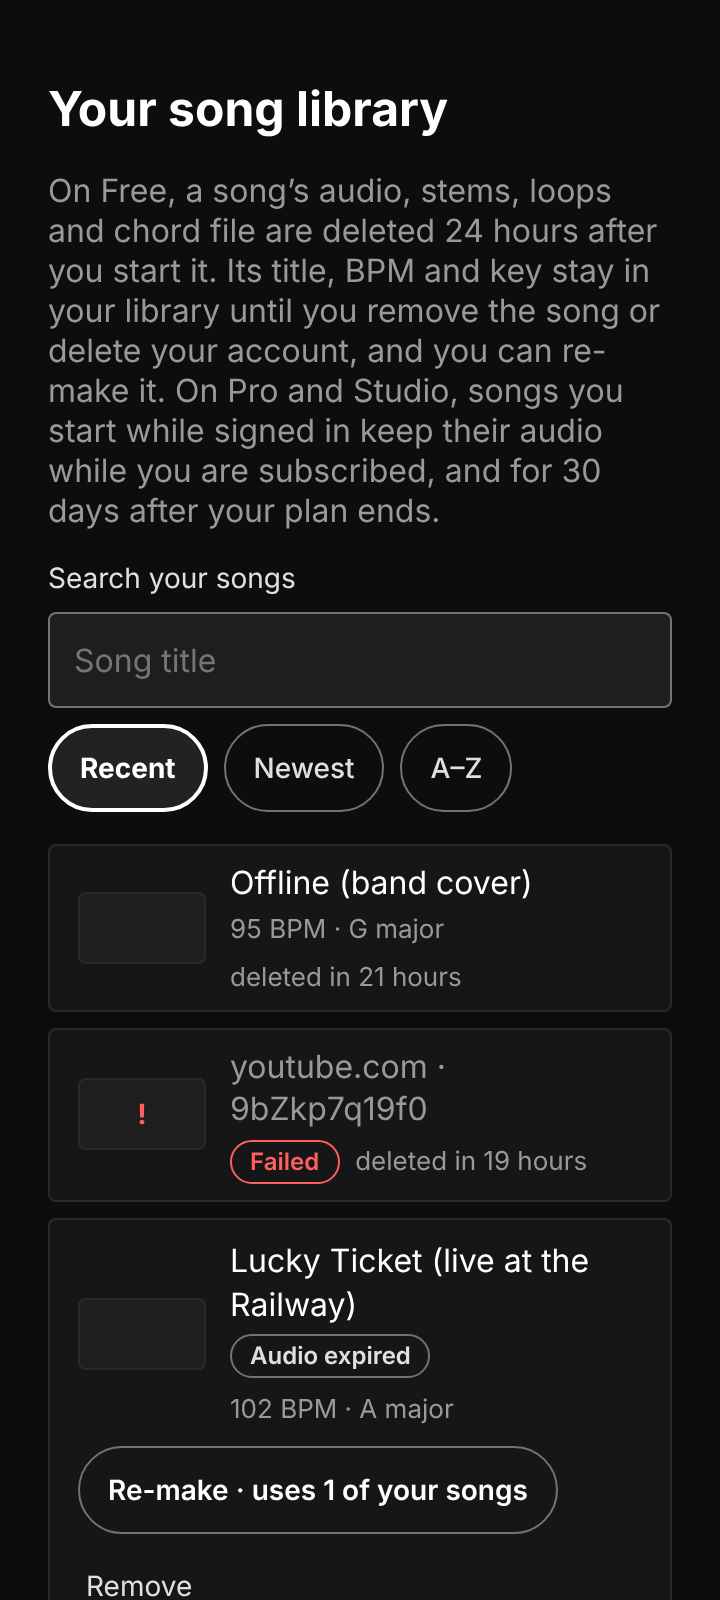 Your song library
On Free, a song’s audio, stems, loops
and chord file are deleted 24 hours after
you start it. Its title, BPM and key stay in
your library until you remove the song or
delete your account, and you can re-
make it. On Pro and Studio, songs you
start while signed in keep their audio
while you are subscribed, and for 30
days after your plan ends.
Search your songs
Song title
Recent Newest A–Z
Offline (band cover)
95 BPM · G major
deleted in 21 hours
youtube.com ·
9bZkp7q19f0
! Failed deleted in 19 hours
Lucky Ticket (live at the
Railway)
Audio expired
102 BPM · A major
Re-make · uses 1 of your songs
Remove